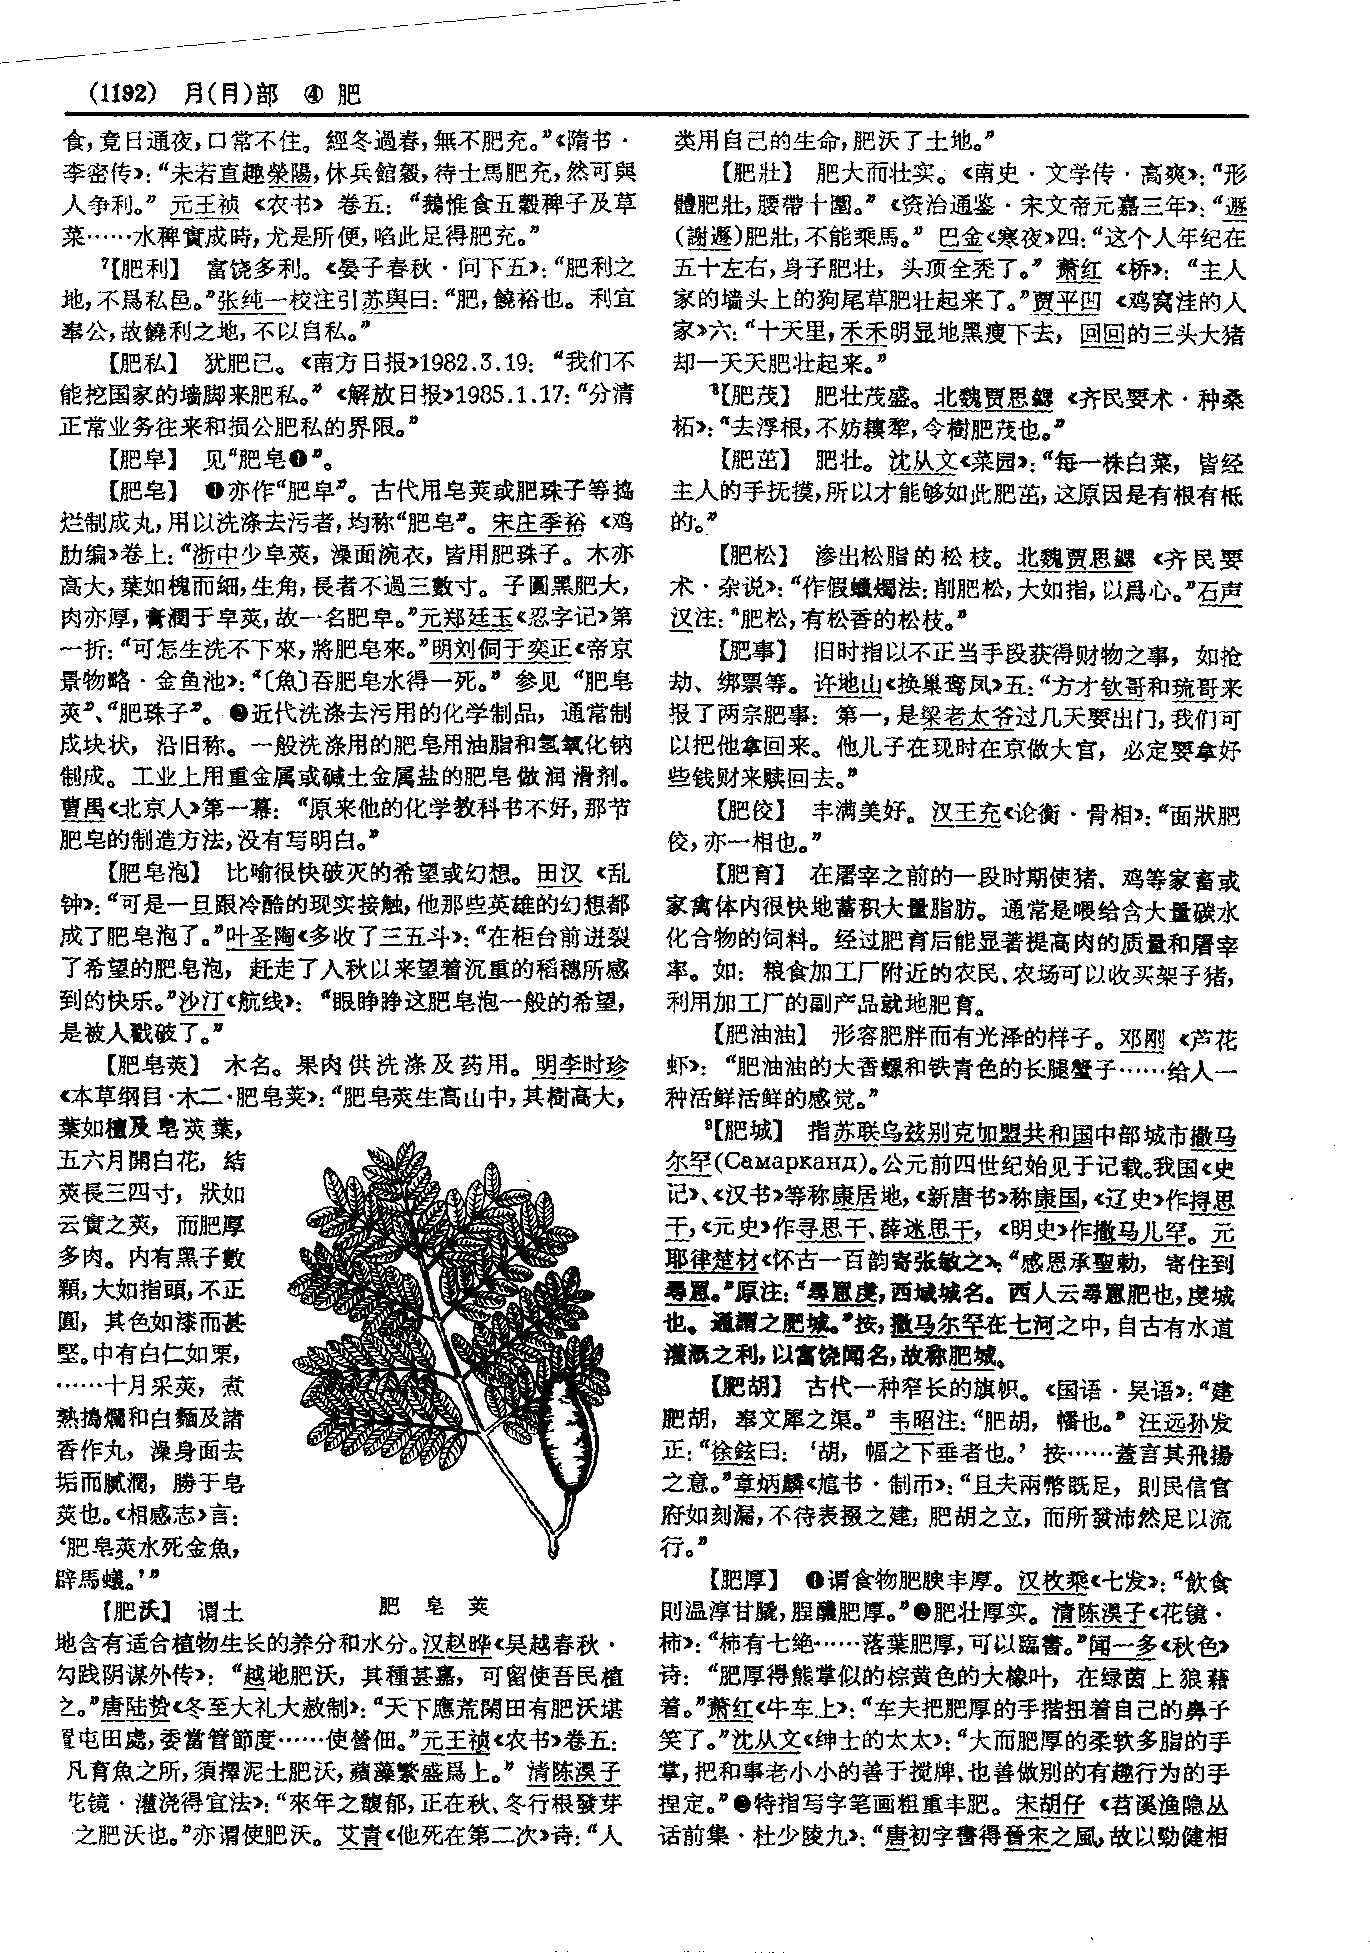 (1192) 月(月)部 ④ 肥
食，竟日通夜，口常不住。經冬過春，無不肥充。”《隋书·
李密传》：“未若直趣滎陽，休兵館穀，待士馬肥充，然可與
人争利。” 元王祯《农书》卷五：“鵝惟食五穀稗子及草
菜……水稗實成時，尤是所便，啗此足得肥充。”
7【肥利】 富饶多利。《晏子春秋·问下五》：“肥利之
地，不爲私邑。”张纯一校注引苏舆曰：“肥，饒裕也。利宜
奉公，故饒利之地，不以自私。”
【肥私】 犹肥己。《南方日报》1982.3.19：“我们不
能挖国家的墙脚来肥私。”《解放日报》1985.1.17：“分清
正常业务往来和损公肥私的界限。”
【肥皁】 见“肥皂❶”。
【肥皂】 ❶亦作“肥皁”。古代用皂荚或肥珠子等捣
烂制成丸，用以洗涤去污者，均称“肥皂”。宋庄季裕《鸡
肋编》卷上：“浙中少皁莢，澡面涴衣，皆用肥珠子。木亦
高大，葉如槐而細，生角，長者不過三數寸。子圓黑肥大，
肉亦厚，膏潤于皁莢，故一名肥皁。”元郑廷玉《忍字记》第
一折：“可怎生洗不下來，將肥皂來。”明刘侗于奕正《帝京
景物略·金鱼池》：“〔魚〕吞肥皂水得一死。” 参见“肥皂
荚”、“肥珠子”。❷近代洗涤去污用的化学制品，通常制
成块状，沿旧称。一般洗涤用的肥皂用油脂和氢氧化钠
制成。工业上用重金属或碱土金属盐的肥皂做润滑剂。
曹禺《北京人》第一幕：“原来他的化学教科书不好，那节
肥皂的制造方法，没有写明白。”
【肥皂泡】 比喻很快破灭的希望或幻想。田汉《乱
钟》：“可是一旦跟冷酷的现实接触，他那些英雄的幻想都
成了肥皂泡了。”叶圣陶《多收了三五斗》：“在柜台前迸裂
了希望的肥皂泡，赶走了入秋以来望着沉重的稻穗所感
到的快乐。”沙汀《航线》：“眼睁睁这肥皂泡一般的希望，
是被人戳破了。”
【肥皂荚】 木名。果肉供洗涤及药用。明李时珍
《本草纲目·木二·肥皂荚》：“肥皂莢生高山中，其樹高大，
葉如檀及皂莢葉，
五六月開白花，結
莢長三四寸，狀如
云實之莢，而肥厚
多肉。内有黑子數
顆，大如指頭，不正
圓，其色如漆而甚
堅。中有白仁如栗，
……十月采莢，煮
熟搗爛和白麵及諸
香作丸，澡身面去
垢而膩潤，勝于皂
莢也。《相感志》言：
‘肥皂莢水死金魚，
辟馬螘。’”
肥皂荚
【肥沃】 谓土
地含有适合植物生长的养分和水分。汉赵晔《吴越春秋·
勾践阴谋外传》：“越地肥沃，其種甚嘉，可留使吾民植
之。”唐陆贽《冬至大礼大赦制》：“天下應荒閑田有肥沃堪
置屯田處，委當管節度……使營佃。”元王祯《农书》卷五：
凡育魚之所，須擇泥土肥沃，蘋藻繁盛爲上。” 清陈淏子
花镜·灌浇得宜法》：“來年之馥郁，正在秋、冬行根發芽
之肥沃也。”亦谓使肥沃。艾青《他死在第二次》诗：“人
类用自己的生命，肥沃了土地。”
【肥壯】 肥大而壮实。《南史·文学传·高爽》：“形
體肥壯，腰帶十圍。”《资治通鉴·宋文帝元嘉三年》：“遯
(謝遯)肥壯，不能乘馬。” 巴金《寒夜》四：“这个人年纪在
五十左右，身子肥壮，头顶全秃了。” 萧红《桥》：“主人
家的墙头上的狗尾草肥壮起来了。”贾平凹《鸡窝洼的人
家》六：“十天里，禾禾明显地黑瘦下去，回回的三头大猪
却一天天肥壮起来。”
8【肥茂】 肥壮茂盛。北魏贾思勰《齐民要术·种桑
柘》：“去浮根，不妨耬犂，令樹肥茂也。”
【肥茁】 肥壮。沈从文《菜园》：“每一株白菜，皆经
主人的手抚摸，所以才能够如此肥茁，这原因是有根有柢
的。”
【肥松】 渗出松脂的松枝。北魏贾思勰《齐民要
术·杂说》：“作假蠟燭法：削肥松，大如指，以爲心。”石声
汉注：“肥松，有松香的松枝。”
【肥事】 旧时指以不正当手段获得财物之事，如抢
劫、绑票等。许地山《换巢鸾凤》五：“方才钦哥和琉哥来
报了两宗肥事：第一，是梁老太爷过几天要出门，我们可
以把他拿回来。他儿子在现时在京做大官，必定要拿好
些钱财来赎回去。”
【肥佼】 丰满美好。汉王充《论衡·骨相》：“面狀肥
佼，亦一相也。”
【肥育】 在屠宰之前的一段时期使猪、鸡等家畜或
家禽体内很快地蓄积大量脂肪。通常是喂给含大量碳水
化合物的饲料。经过肥育后能显著提高肉的质量和屠宰
率。如：粮食加工厂附近的农民、农场可以收买架子猪，
利用加工厂的副产品就地肥育。
【肥油油】 形容肥胖而有光泽的样子。邓刚《芦花
虾》：“肥油油的大香螺和铁青色的长腿蟹子……给人一
种活鲜活鲜的感觉。”
9【肥城】 指苏联乌兹别克加盟共和国中部城市撒马
尔罕(Самарканд)。公元前四世纪始见于记载。我国《史
记》、《汉书》等称康居地，《新唐书》称康国，《辽史》作㝷思
干，《元史》作寻思干、薛迷思干，《明史》作撒马儿罕。元
耶律楚材《怀古一百韵寄张敏之》：“感恩承聖勅，寄住到
尋罳。”原注：“尋罳虔，西域城名。西人云尋罳肥也，虔城
也。通謂之肥城。”按，撒马尔罕在七河之中，自古有水道
灌溉之利，以富饶闻名，故称肥城。
【肥胡】 古代一种窄长的旗帜。《国语·吴语》：“建
肥胡，奉文犀之渠。” 韦昭注：“肥胡，幡也。” 汪远孙发
正：“徐鉉曰：‘胡，幅之下垂者也。’ 按……蓋言其飛揚
之意。”章炳麟《訄书·制币》：“且夫兩幣既足，則民信官
府如刻漏，不待表掇之建，肥胡之立，而所發沛然足以流
行。”
【肥厚】 ❶谓食物肥腴丰厚。汉枚乘《七发》：“飲食
則温淳甘膬，脭醲肥厚。”❷肥壮厚实。清陈淏子《花镜·
柿》：“柿有七绝……落葉肥厚，可以臨書。”闻一多《秋色》
诗：“肥厚得熊掌似的棕黄色的大橡叶，在绿茵上狼藉
着。”萧红《牛车上》：“车夫把肥厚的手揩扭着自己的鼻子
笑了。”沈从文《绅士的太太》：“大而肥厚的柔软多脂的手
掌，把和事老小小的善于搅牌、也善做别的有趣行为的手
捏定。”❸特指写字笔画粗重丰肥。宋胡仔《苕溪渔隐丛
话前集·杜少陵九》：“唐初字書得晉宋之風，故以勁健相